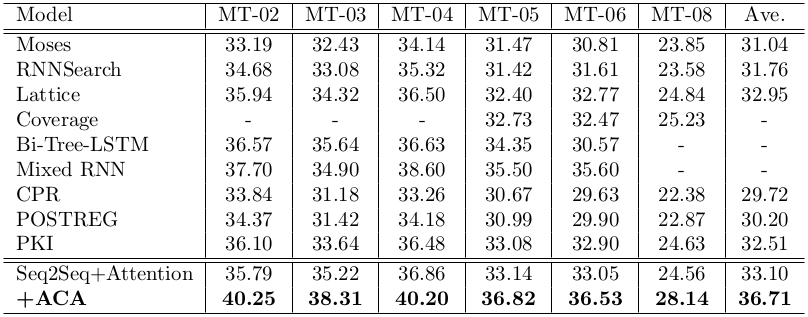 Model MT-02 MT-03 MT-04 MT-05 MT-06 MT-08 Ave.
Moses 33.19 32.43 34.14 31.47 30.81 23.85 31.04
RNNSearch 34.68 33.08 35.32 31.42 31.61 23.58 31.76
Lattice 35.94 34.32 36.50 32.40 32.77 24.84 32.95
Coverage - - - 32.73 32.47 25.23 -
Bi-Tree-LSTM 36.57 35.64 36.63 34.35 30.57 - -
Mixed RNN 37.70 34.90 38.60 35.50 35.60 - -
CPR 33.84 31.18 33.26 30.67 29.63 22.38 29.72
POSTREG 34.37 31.42 34.18 30.99 29.90 22.87 30.20
PKI 36.10 33.64 36.48 33.08 32.90 24.63 32.51
Seq2Seq+Attention 35.79 35.22 36.86 33.14 33.05 24.56 33.10
+ACA 40.25 38.31 40.20 36.82 36.53 28.14 36.71